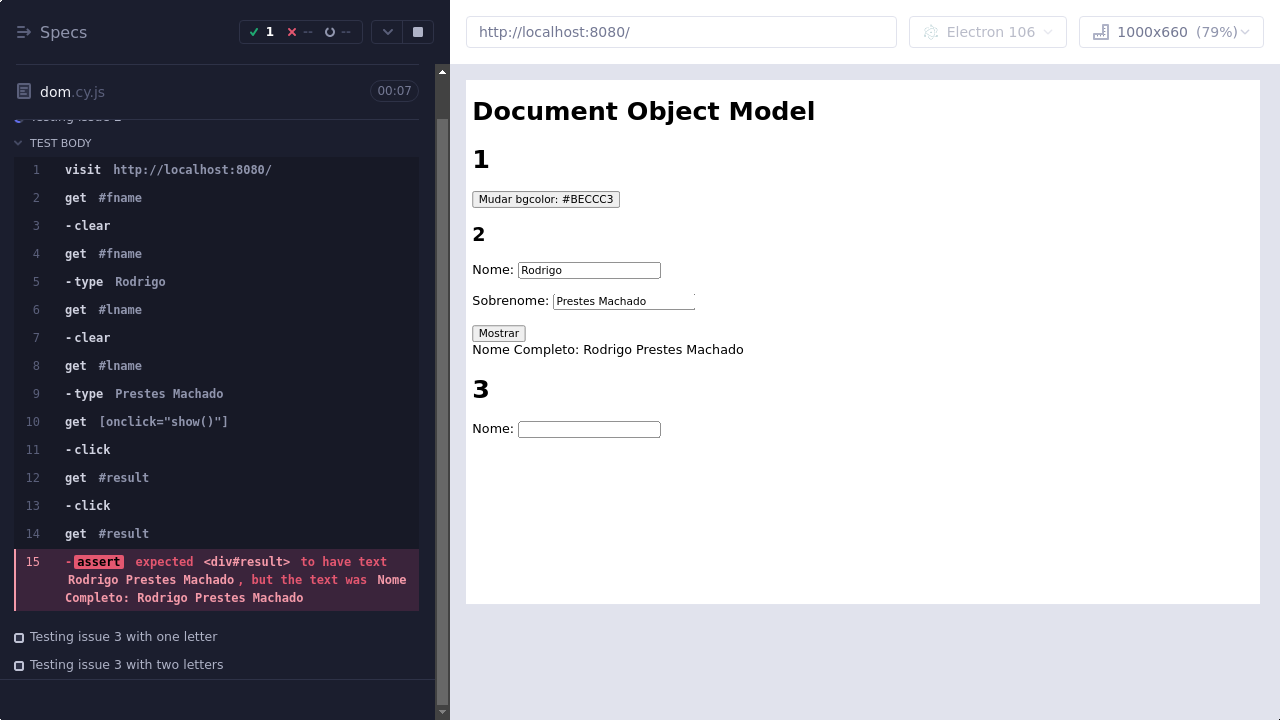 Specs
1
--
--
dom.cy.js
00:07
Testing issue 2
TEST BODY
1 visit http://localhost:8080/
2 get #fname
3 -clear
4 get #fname
5 -type Rodrigo
6 get #lname
7 -clear
8 get #lname
9 -type Prestes Machado
10 get [onclick="show()"]
11 -click
12 get #result
13 -click
14 get #result
15 -assert expected <div#result> to have text
Rodrigo Prestes Machado, but the text was Nome
Completo: Rodrigo Prestes Machado
Testing issue 3 with one letter
Testing issue 3 with two letters
http://localhost:8080/
Electron 106
1000x660 (79%)
Document Object Model
1
Mudar bgcolor: #BECCC3
2
Nome: Rodrigo
Sobrenome: Prestes Machado
Mostrar
Nome Completo: Rodrigo Prestes Machado
3
Nome: